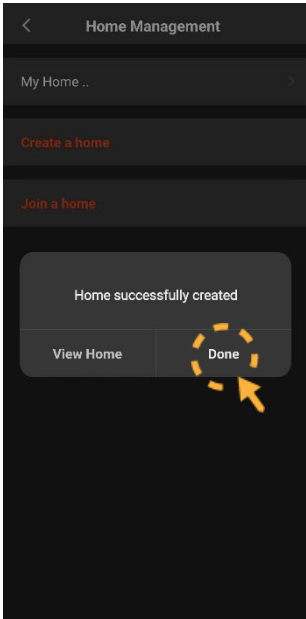 Home Management
My Home ..
Create a home
Join a home
Home successfully created
View Home
Done